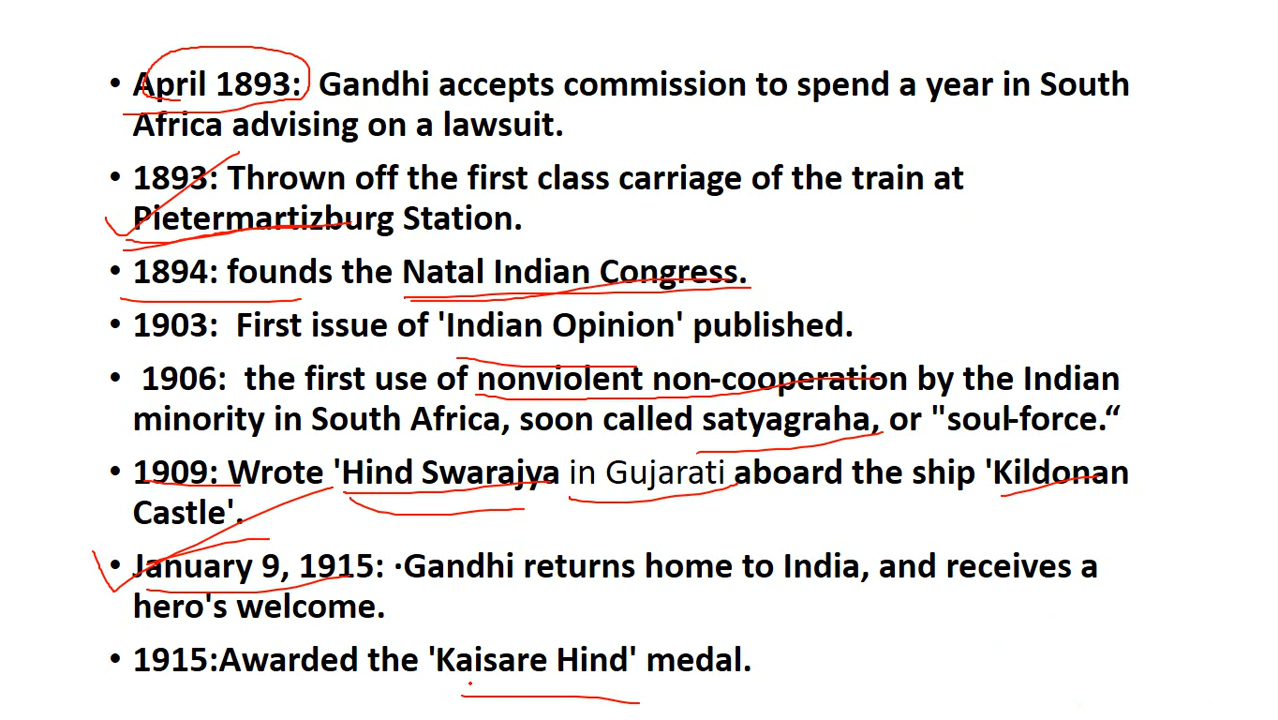 • April 1893: Gandhi accepts commission to spend a year in South
Africa advising on a lawsuit.
• 1893: Thrown off the first class carriage of the train at
Pietermartizburg Station.
• 1894: founds the Natal Indian Congress.
• 1903: First issue of 'Indian Opinion' published.
• 1906: the first use of nonviolent non-cooperation by the Indian
minority in South Africa, soon called satyagraha, or "soul-force.“
• 1909: Wrote 'Hind Swarajya in Gujarati aboard the ship 'Kildonan
Castle'.
• January 9, 1915: ·Gandhi returns home to India, and receives a
hero's welcome.
• 1915:Awarded the 'Kaisare Hind' medal.